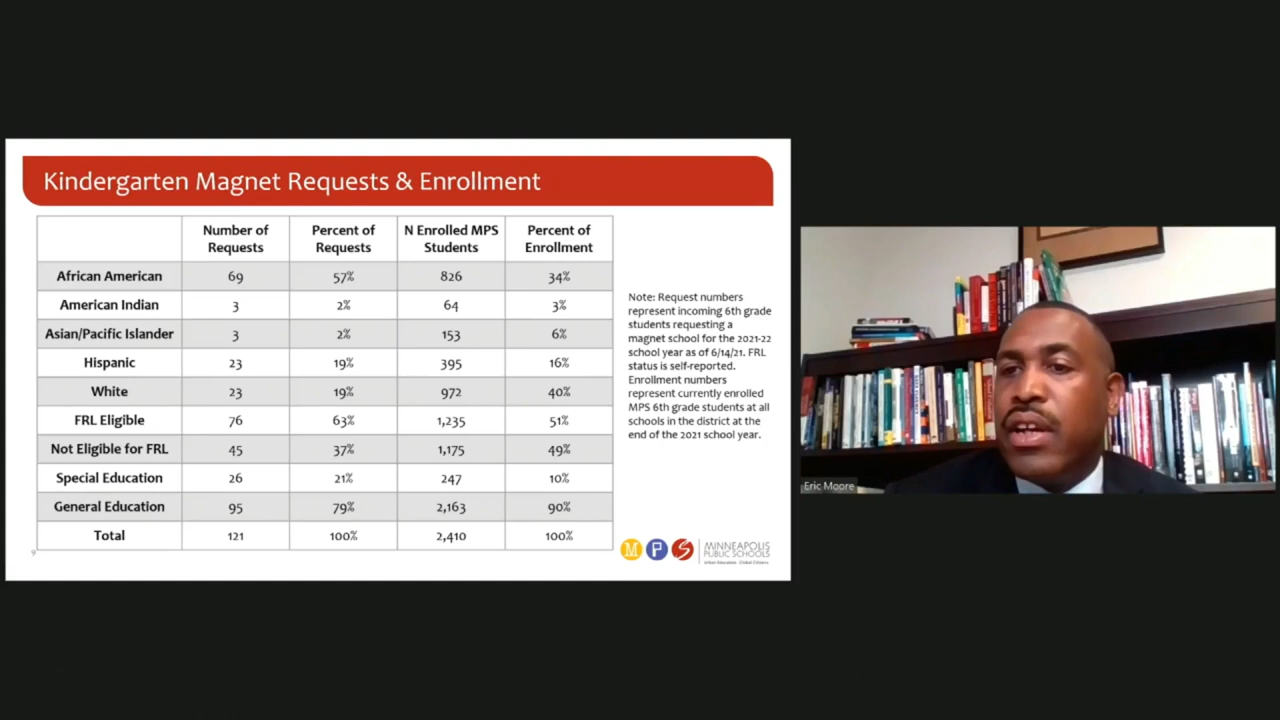 Kindergarten Magnet Requests & Enrollment
Number of Requests Percent of Requests N Enrolled MPS Students Percent of Enrollment
African American 69 57% 826 34%
American Indian 3 2% 64 3%
Asian/Pacific Islander 3 2% 153 6%
Hispanic 23 19% 395 16%
White 23 19% 972 40%
FRL Eligible 76 63% 1,235 51%
Not Eligible for FRL 45 37% 1,175 49%
Special Education 26 21% 247 10%
General Education 95 79% 2,163 90%
Total 121 100% 2,410 100%
Note: Request numbers
represent incoming 6th grade
students requesting a
magnet school for the 2021-22
school year as of 6/14/21. FRL
status is self-reported.
Enrollment numbers
represent currently enrolled
MPS 6th grade students at all
schools in the district at the
end of the 2021 school year.
9
M P S MINNEAPOLIS
PUBLIC SCHOOLS
Urban Education. Global Citizens.
Eric Moore